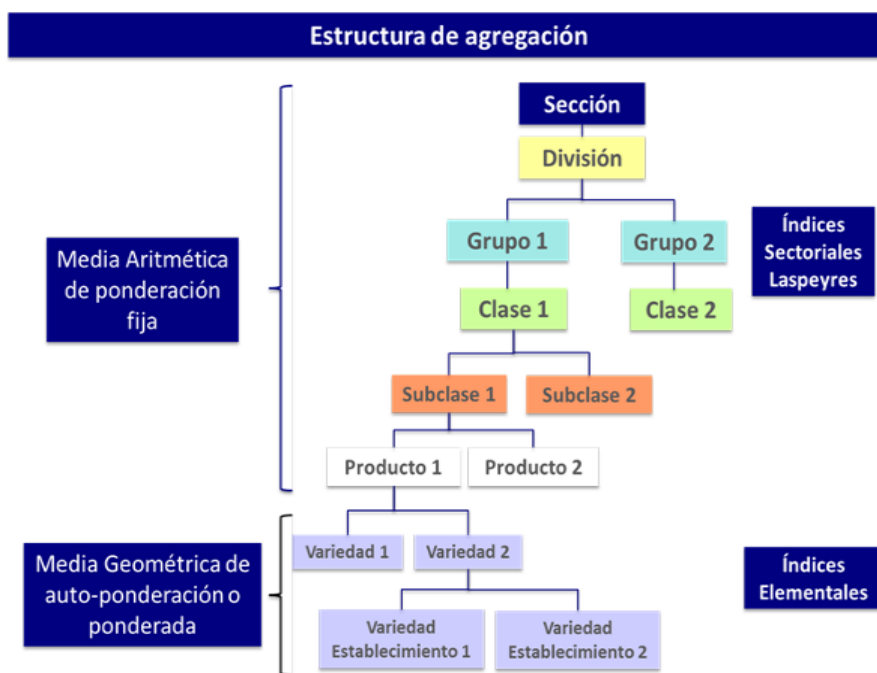 Estructura de agregación
Sección
División
Grupo 1
Grupo 2
Índices
Sectoriales
Laspeyres
Media Aritmética
de ponderación
fija
Clase 1
Clase 2
Subclase 1
Subclase 2
Producto 1
Producto 2
Media Geométrica de
auto-ponderación o
ponderada
Variedad 1
Variedad 2
Índices
Elementales
Variedad
Establecimiento 1
Variedad
Establecimiento 2